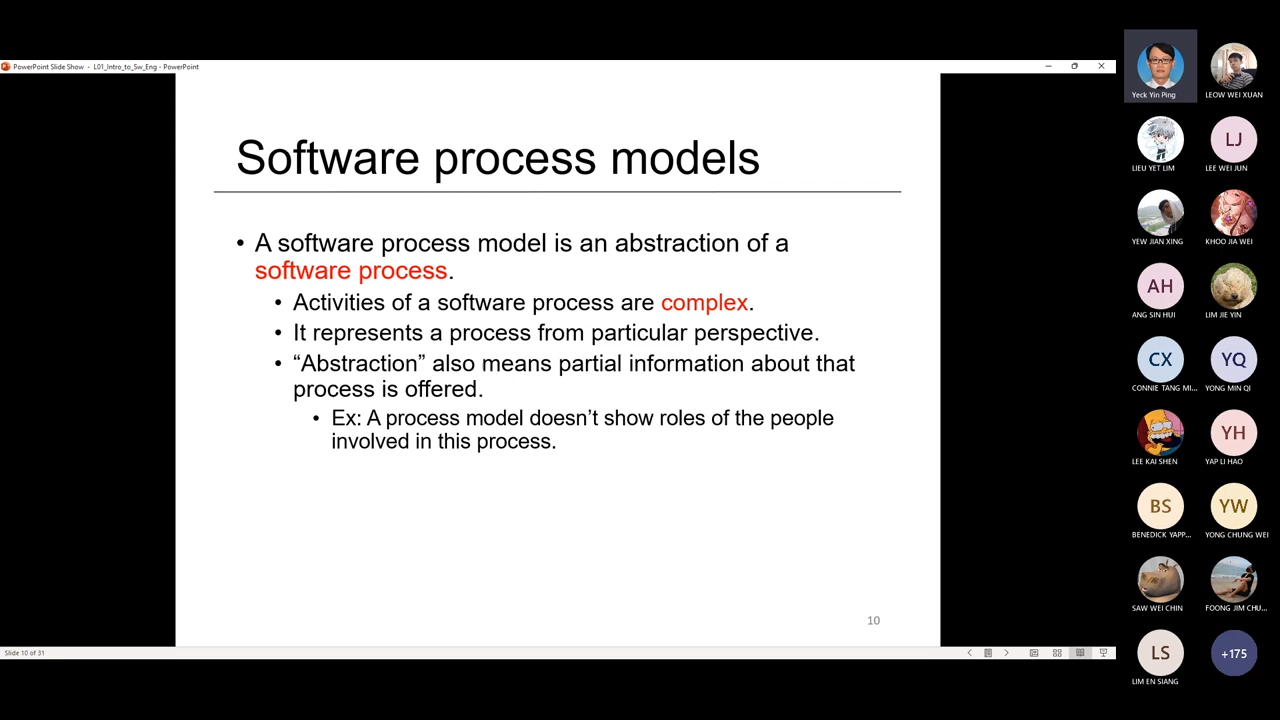 PowerPoint Slide Show - L01_Intro_to_Sw_Eng - PowerPoint
Software process models
• A software process model is an abstraction of a
software process.
• Activities of a software process are complex.
• It represents a process from particular perspective.
• “Abstraction” also means partial information about that
process is offered.
• Ex: A process model doesn’t show roles of the people
involved in this process.
10
Slide 10 of 31
Yeck Yin Ping
LEOW WEI XUAN
LIEU YET LIM
LJ
LEE WEI JUN
YEW JIAN XING
KHOO JIA WEI
AH
ANG SIN HUI
LIM JIE YIN
CX
CONNIE TANG MI...
YQ
YONG MIN QI
LEE KAI SHEN
YH
YAP LI HAO
BS
BENEDICK YAPP...
YW
YONG CHUNG WEI
SAW WEI CHIN
FOONG JIM CHU...
LS
LIM EN SIANG
+175